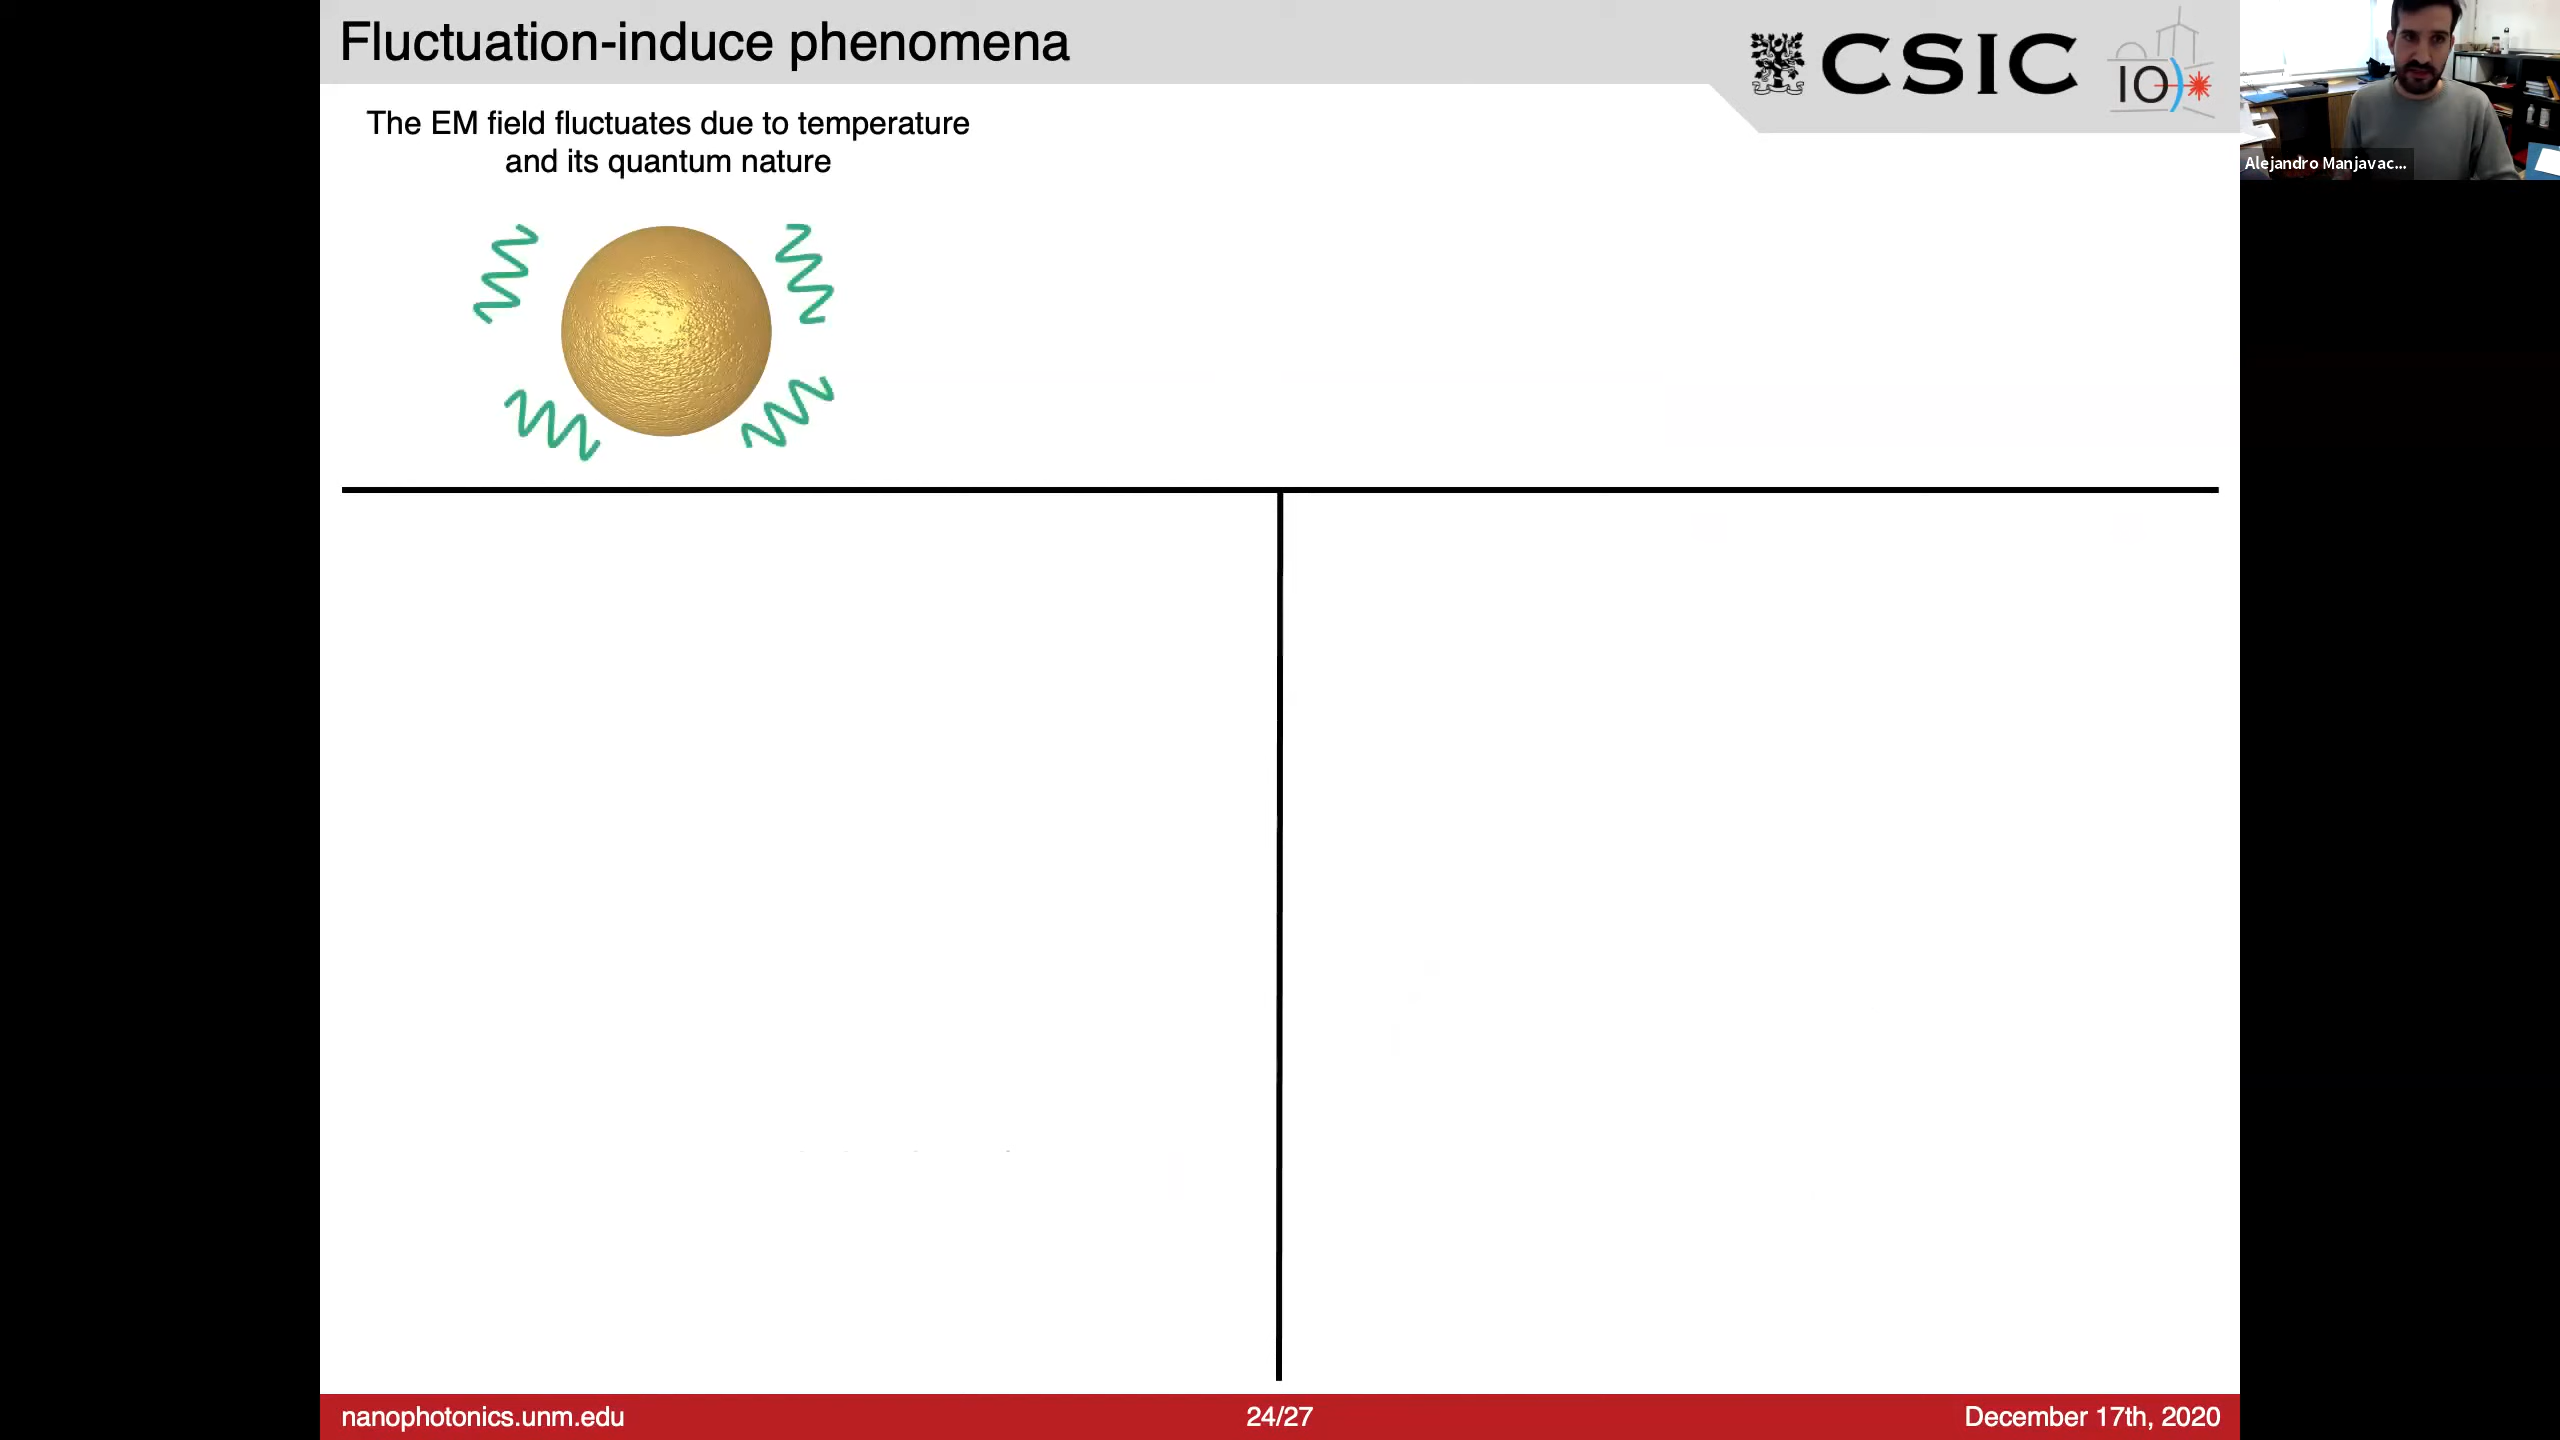 Fluctuation-induce phenomena
CSIC
IO
Alejandro Manjavac...
The EM field fluctuates due to temperature
and its quantum nature
nanophotonics.unm.edu
24/27
December 17th, 2020